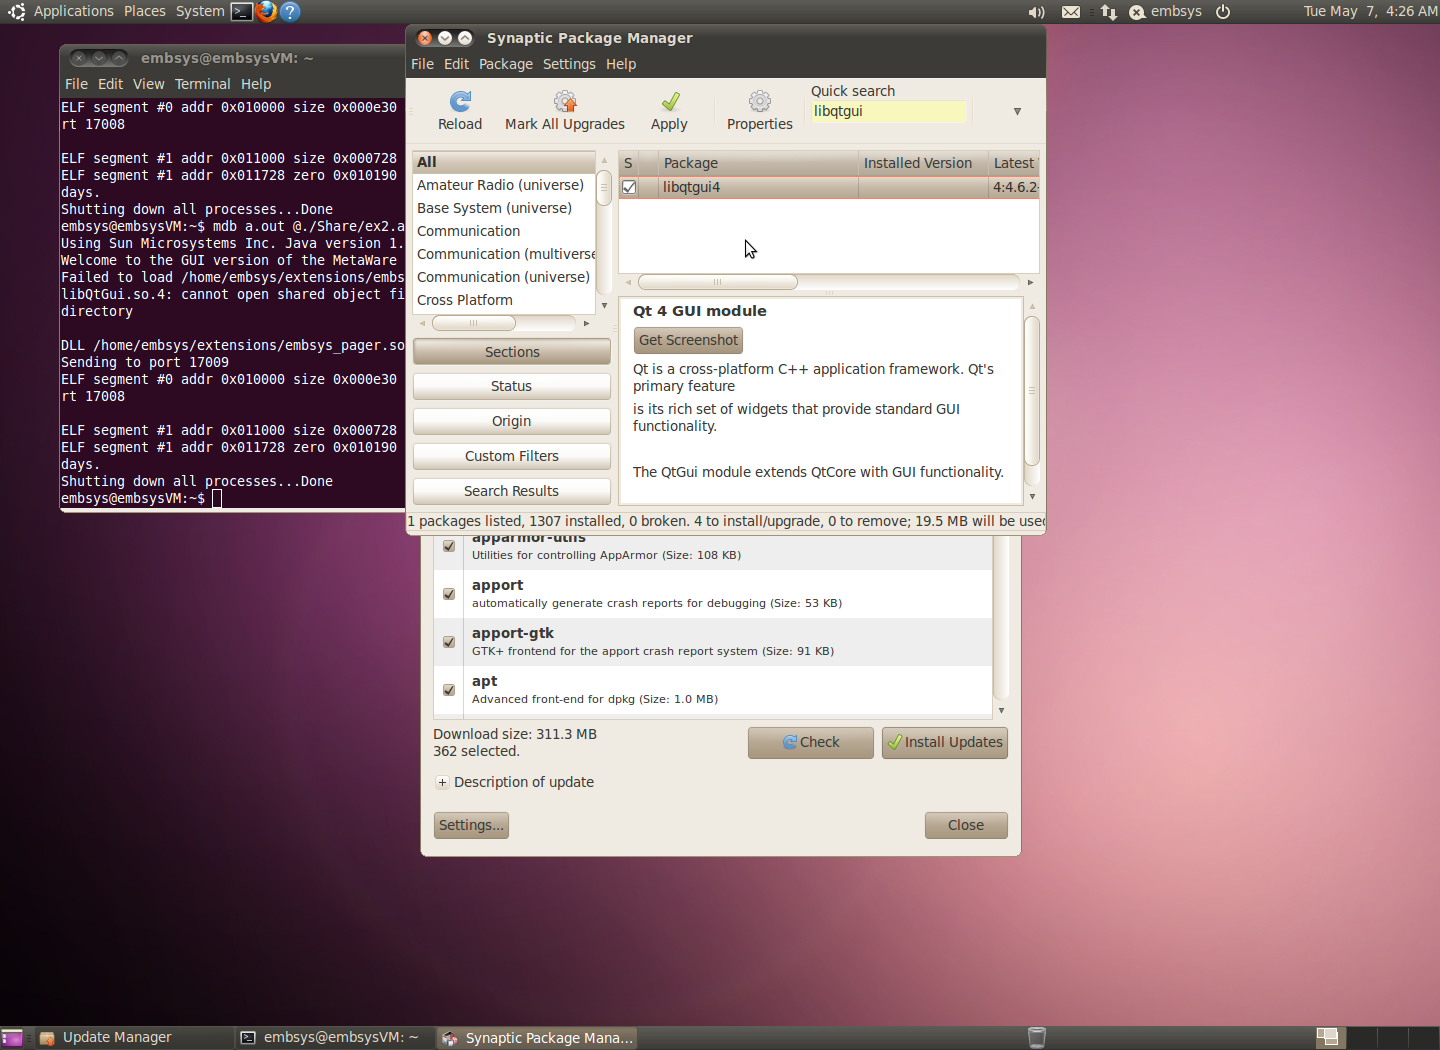 Applications Places System
embsys
Tue May 7, 4:26 AM
embsys@embsysVM: ~
File Edit View Terminal Help
ELF segment #0 addr 0x010000 size 0x000e30
rt 17008
ELF segment #1 addr 0x011000 size 0x000728
ELF segment #1 addr 0x011728 zero 0x010190
days.
Shutting down all processes...Done
embsys@embsysVM:~$ mdb a.out @./Share/ex2.a
Using Sun Microsystems Inc. Java version 1.
Welcome to the GUI version of the MetaWare
Failed to load /home/embsys/extensions/embs
libQtGui.so.4: cannot open shared object fi
directory
DLL /home/embsys/extensions/embsys_pager.so
Sending to port 17009
ELF segment #0 addr 0x010000 size 0x000e30
rt 17008
ELF segment #1 addr 0x011000 size 0x000728
ELF segment #1 addr 0x011728 zero 0x010190
days.
Shutting down all processes...Done
embsys@embsysVM:~$
Synaptic Package Manager
File Edit Package Settings Help
Reload
Mark All Upgrades
Apply
Properties
Quick search
libqtgui
All
Amateur Radio (universe)
Base System (universe)
Communication
Communication (multiverse
Communication (universe)
Cross Platform
Sections
Status
Origin
Custom Filters
Search Results
S Package Installed Version Latest
libqtgui4 4:4.6.2-
Qt 4 GUI module
Get Screenshot
Qt is a cross-platform C++ application framework. Qt's
primary feature
is its rich set of widgets that provide standard GUI
functionality.
The QtGui module extends QtCore with GUI functionality.
1 packages listed, 1307 installed, 0 broken. 4 to install/upgrade, 0 to remove; 19.5 MB will be used
apparmor-utils
Utilities for controlling AppArmor (Size: 108 KB)
apport
automatically generate crash reports for debugging (Size: 53 KB)
apport-gtk
GTK+ frontend for the apport crash report system (Size: 91 KB)
apt
Advanced front-end for dpkg (Size: 1.0 MB)
Download size: 311.3 MB
362 selected.
Check
Install Updates
Description of update
Settings...
Close
Update Manager
embsys@embsysVM: ~
Synaptic Package Mana...